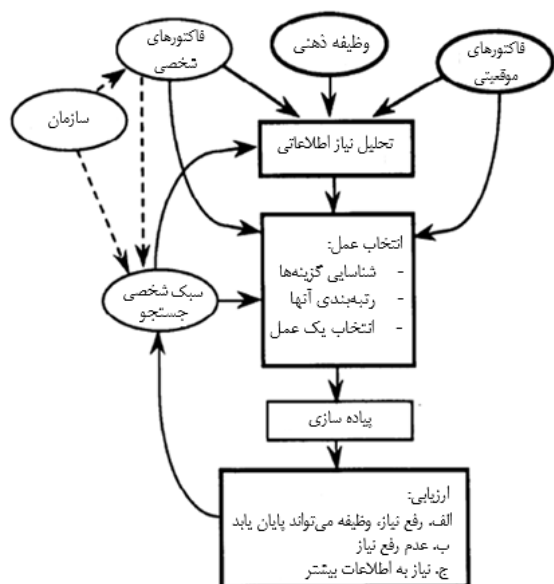 فاکتورهای
شخصی
وظیفه ذهنی
فاکتورهای
موقعیتی
سازمان
تحلیل نیاز اطلاعاتی
انتخاب عمل:
- شناسایی گزینه‌ها
- رتبه‌بندی آنها
- انتخاب یک عمل
سبک شخصی
جستجو
پیاده سازی
ارزیابی:
الف. رفع نیاز، وظیفه می‌تواند پایان یابد
ب. عدم رفع نیاز
ج. نیاز به اطلاعات بیشتر